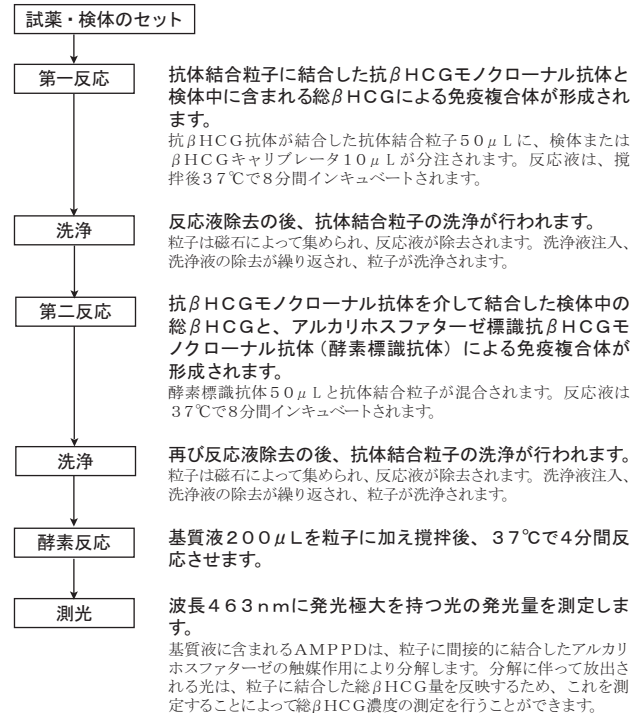 試薬・検体のセット
第一反応
抗体結合粒子に結合した抗βHCGモノクローナル抗体と
検体中に含まれる総βHCGによる免疫複合体が形成され
ます。
抗βHCG抗体が結合した抗体結合粒子50μLに、検体または
βHCGキャリブレータ10μLが分注されます。反応液は、撹
拌後37℃で8分間インキュベートされます。
洗浄
反応液除去の後、抗体結合粒子の洗浄が行われます。
粒子は磁石によって集められ、反応液が除去されます。洗浄液注入、
洗浄液の除去が繰り返され、粒子が洗浄されます。
第二反応
抗βHCGモノクローナル抗体を介して結合した検体中の
総βHCGと、アルカリホスファターゼ標識抗βHCGモ
ノクローナル抗体（酵素標識抗体）による免疫複合体が
形成されます。
酵素標識抗体50μLと抗体結合粒子が混合されます。反応液は
37℃で8分間インキュベートされます。
洗浄
再び反応液除去の後、抗体結合粒子の洗浄が行われます。
粒子は磁石によって集められ、反応液が除去されます。洗浄液注入、
洗浄液の除去が繰り返され、粒子が洗浄されます。
酵素反応
基質液200μLを粒子に加え撹拌後、37℃で4分間反
応させます。
測光
波長463nmに発光極大を持つ光の発光量を測定しま
す。
基質液に含まれるAMPPDは、粒子に間接的に結合したアルカリ
ホスファターゼの触媒作用により分解します。分解に伴って放出さ
れる光は、粒子に結合した総βHCG量を反映するため、これを測
定することによって総βHCG濃度の測定を行うことができます。